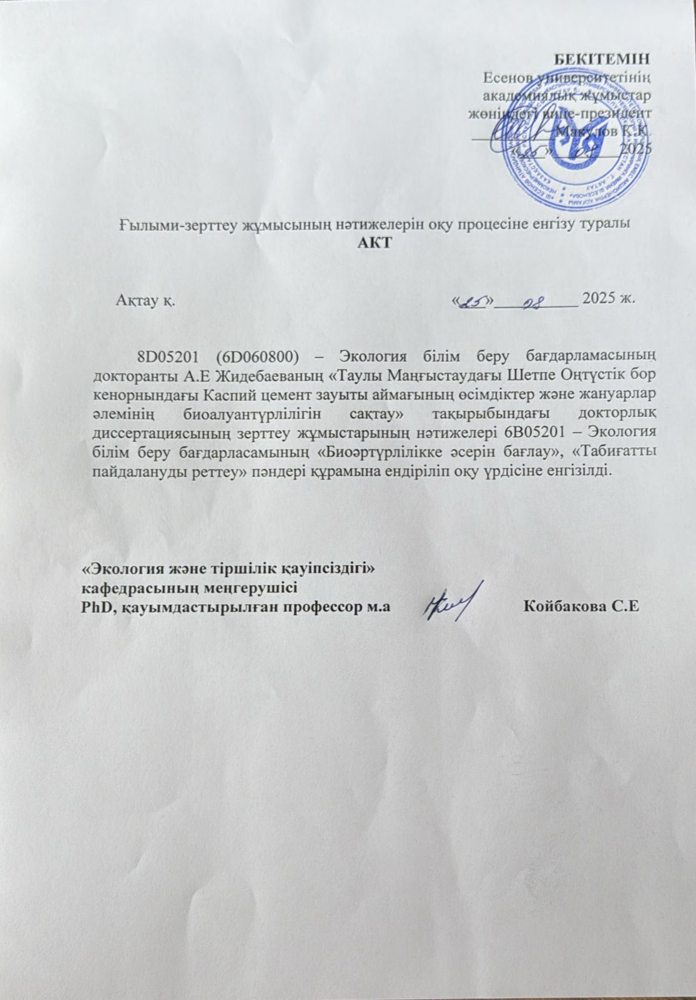 БЕКІТЕМІН
Есенов университетінің
академиялық жұмыстар
жөніндегі вице-президент
__________Макулов К.К.
«25»________08________2025
Ғылыми-зерттеу жұмысының нәтижелерін оқу процесіне енгізу туралы
АКТ
Ақтау қ. «25»____08____ 2025 ж.
8D05201 (6D060800) – Экология білім беру бағдарламасының
докторанты А.Е Жидебаеваның «Таулы Маңғыстаудағы Шетпе Оңтүстік бор
кенорнындағы Каспий цемент зауыты аймағының өсімдіктер және жануарлар
әлемінің биоалуантүрлілігін сақтау» тақырыбындағы докторлық
диссертациясының зерттеу жұмыстарының нәтижелері 6В05201 – Экология
білім беру бағдарласамының «Биоәртүрлілікке әсерін бағлау», «Табиғатты
пайдалануды реттеу» пәндері құрамына ендіріліп оқу үрдісіне енгізілді.
«Экология және тіршілік қауіпсіздігі»
кафедрасының меңгерушісі
PhD, қауымдастырылған профессор м.а Койбакова С.Е